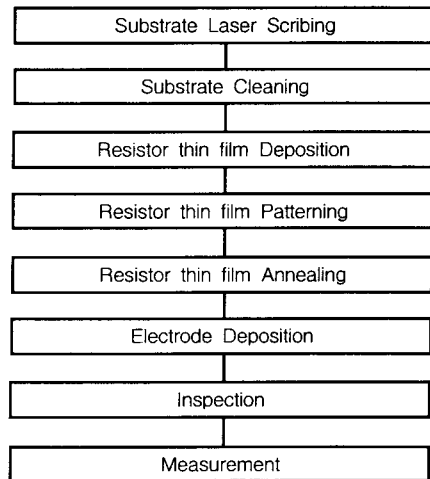 Substrate Laser Scribing
Substrate Cleaning
Resistor thin film Deposition
Resistor thin film Patterning
Resistor thin film Annealing
Electrode Deposition
Inspection
Measurement